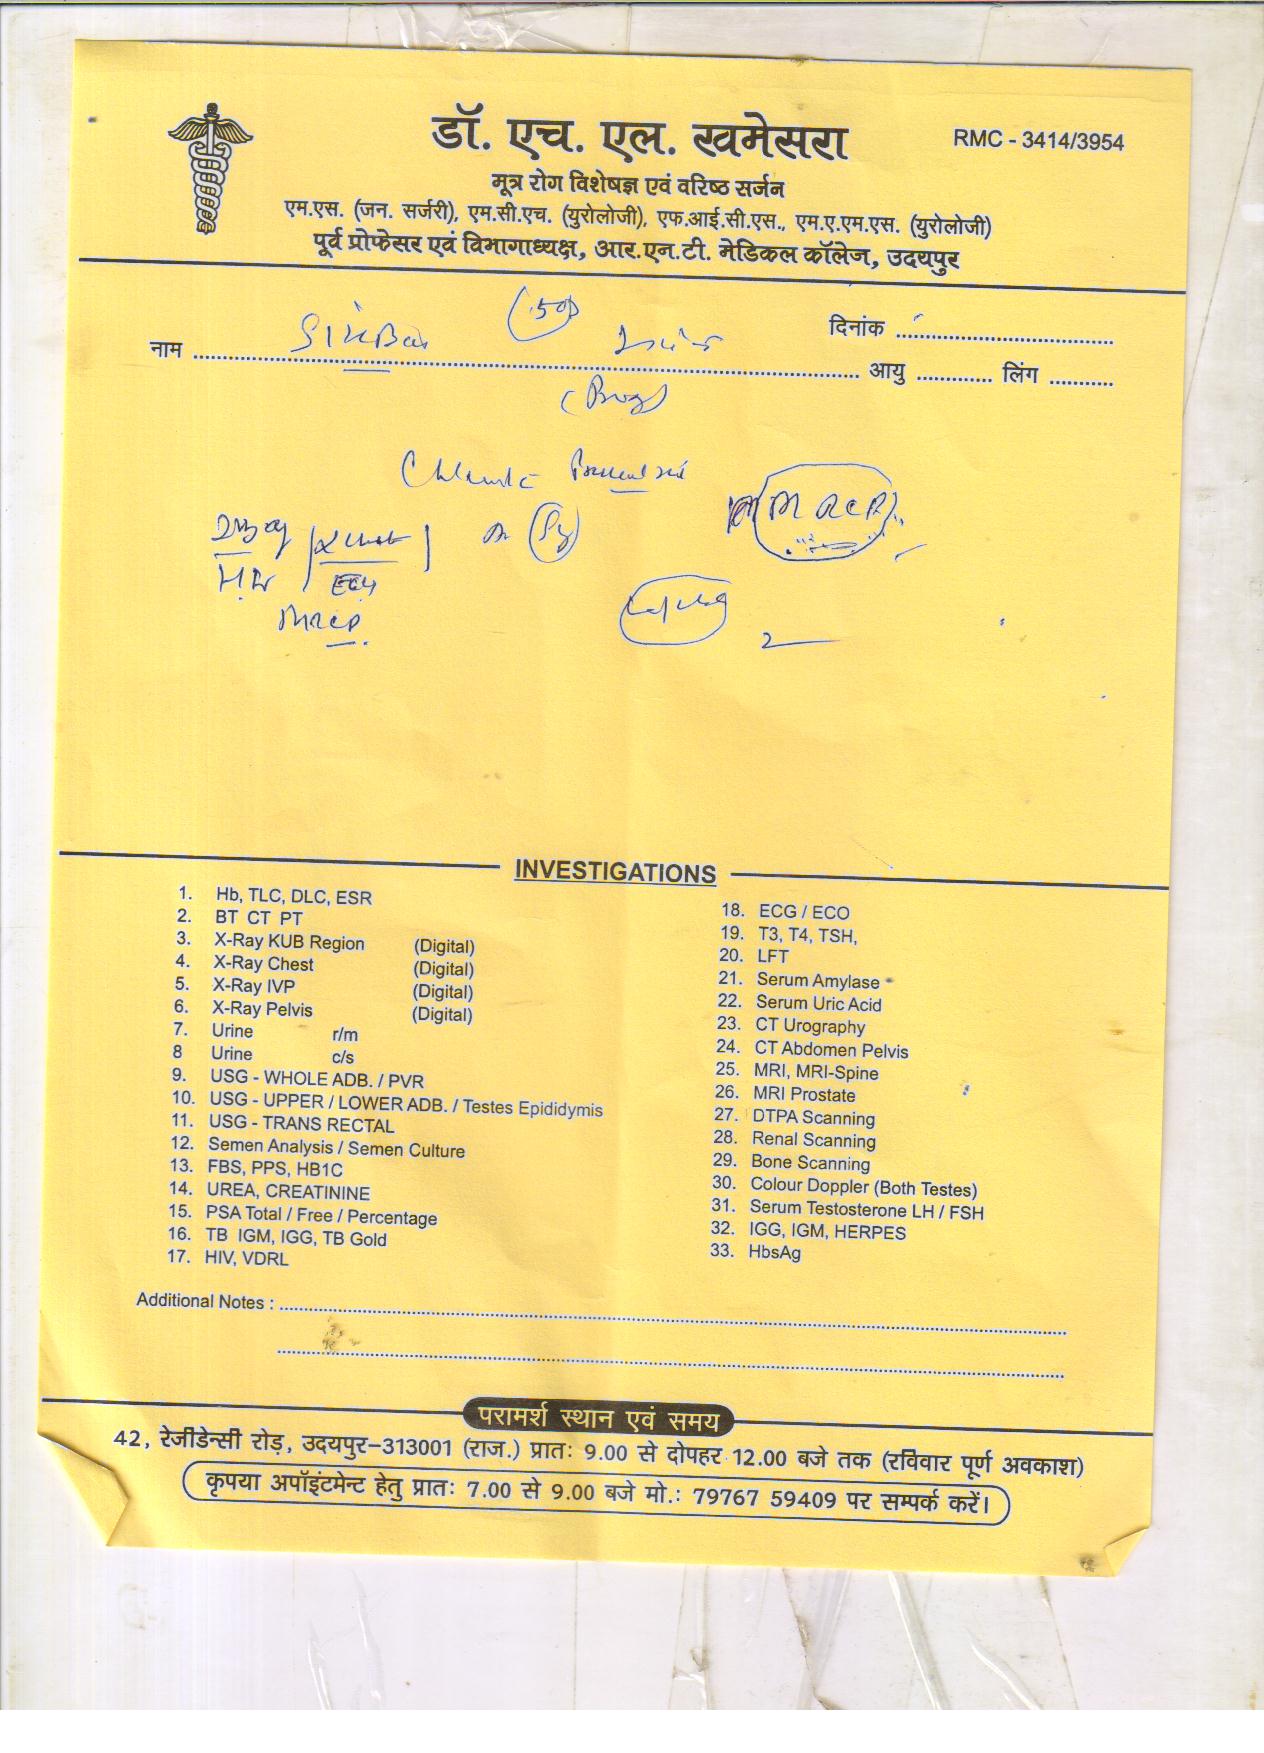 डॉ. एच. एल. खमेसरा
RMC - 3414/3954
मूत्र रोग विशेषज्ञ एवं वरिष्ठ सर्जन
एम.एस. (जन. सर्जरी), एम.सी.एच. (युरोलोजी), एफ.आई.सी.एस., एम.ए.एम.एस. (युरोलोजी)
पूर्व प्रोफेसर एवं विभागाध्यक्ष, आर.एन.टी. मेडिकल कॉलेज, उदयपुर
दिनांक
नाम
आयु
लिंग
MRCP
ECG
MRCP
INVESTIGATIONS
1. Hb, TLC, DLC, ESR
2. BT CT PT
3. X-Ray KUB Region (Digital)
4. X-Ray Chest (Digital)
5. X-Ray IVP (Digital)
6. X-Ray Pelvis (Digital)
7. Urine r/m
8 Urine c/s
9. USG - WHOLE ADB. / PVR
10. USG - UPPER / LOWER ADB. / Testes Epididymis
11. USG - TRANS RECTAL
12. Semen Analysis / Semen Culture
13. FBS, PPS, HB1C
14. UREA, CREATININE
15. PSA Total / Free / Percentage
16. TB IGM, IGG, TB Gold
17. HIV, VDRL
18. ECG / ECO
19. T3, T4, TSH,
20. LFT
21. Serum Amylase
22. Serum Uric Acid
23. CT Urography
24. CT Abdomen Pelvis
25. MRI, MRI-Spine
26. MRI Prostate
27. DTPA Scanning
28. Renal Scanning
29. Bone Scanning
30. Colour Doppler (Both Testes)
31. Serum Testosterone LH / FSH
32. IGG, IGM, HERPES
33. HbsAg
Additional Notes :
परामर्श स्थान एवं समय
42, रेजीडेन्सी रोड़, उदयपुर-313001 (राज.) प्रातः 9.00 से दोपहर 12.00 बजे तक (रविवार पूर्ण अवकाश)
कृपया अपॉइंटमेन्ट हेतु प्रातः 7.00 से 9.00 बजे मो.: 79767 59409 पर सम्पर्क करें।